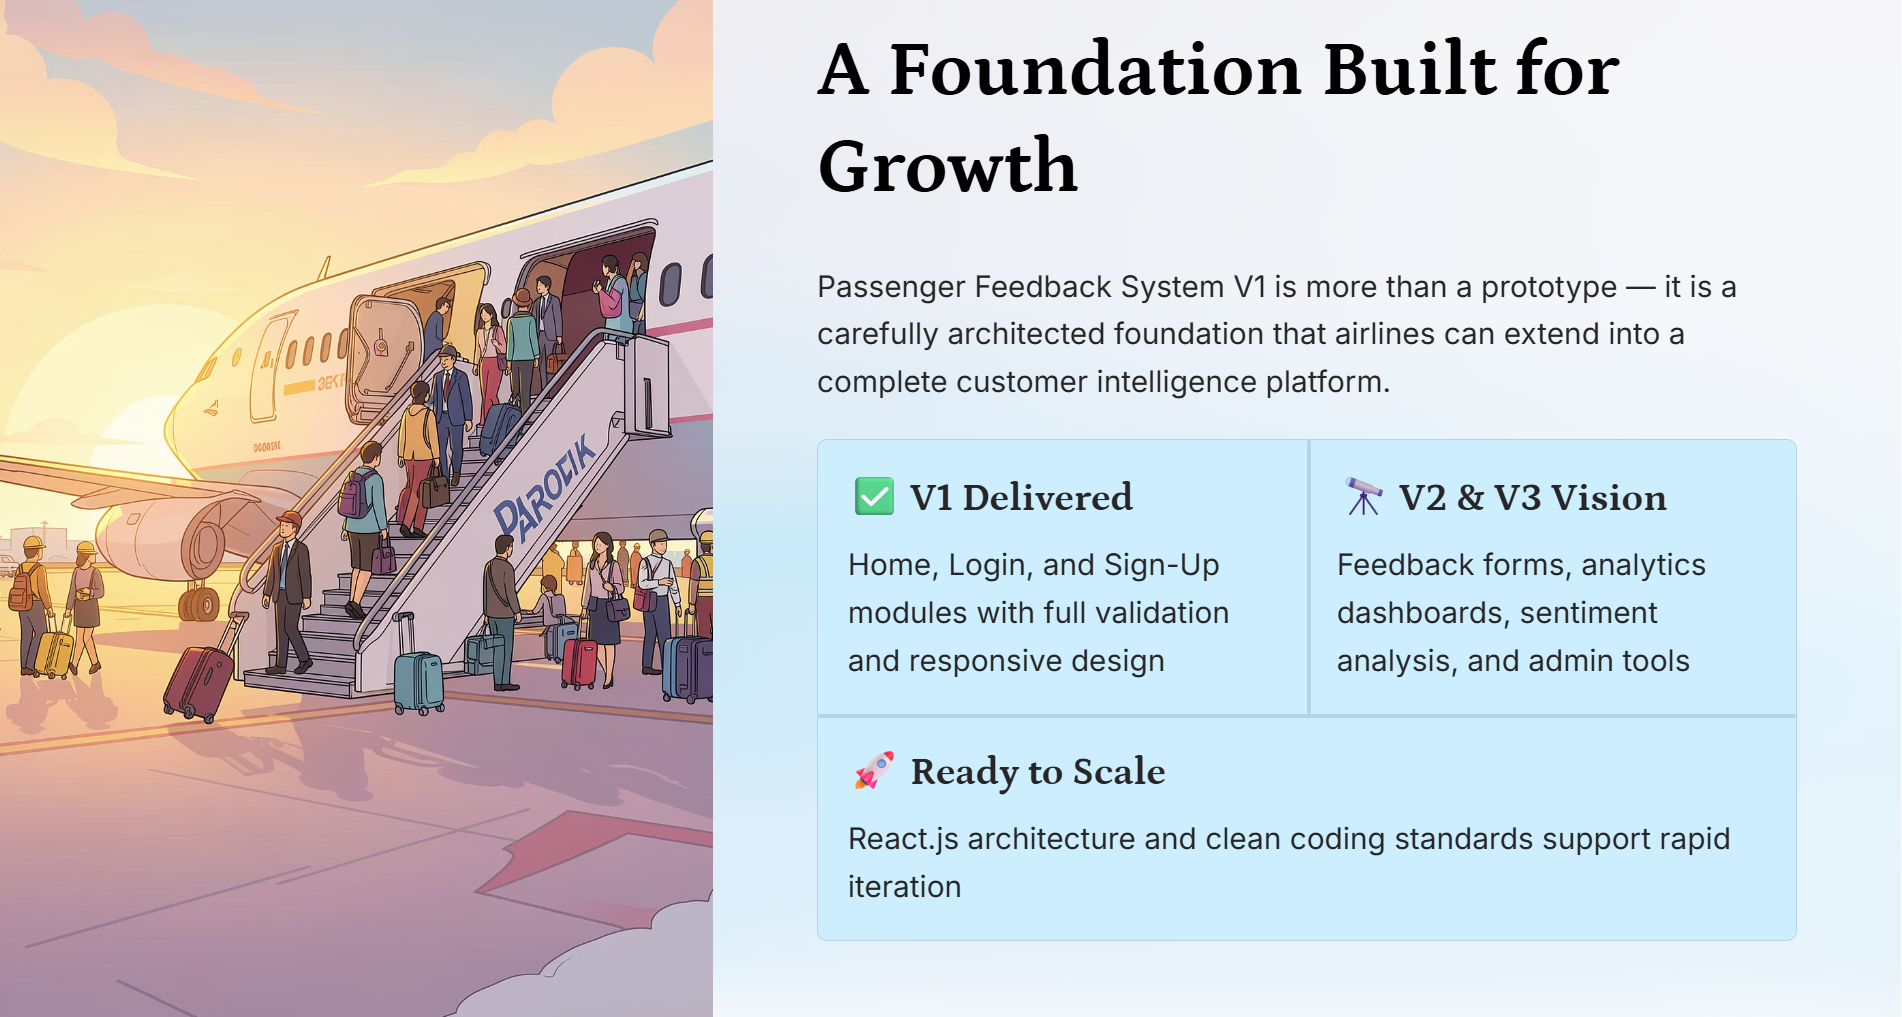 A Foundation Built for
Growth
Passenger Feedback System V1 is more than a prototype — it is a
carefully architected foundation that airlines can extend into a
complete customer intelligence platform.
✅ V1 Delivered
Home, Login, and Sign-Up
modules with full validation
and responsive design
🔭 V2 & V3 Vision
Feedback forms, analytics
dashboards, sentiment
analysis, and admin tools
🚀 Ready to Scale
React.js architecture and clean coding standards support rapid
iteration